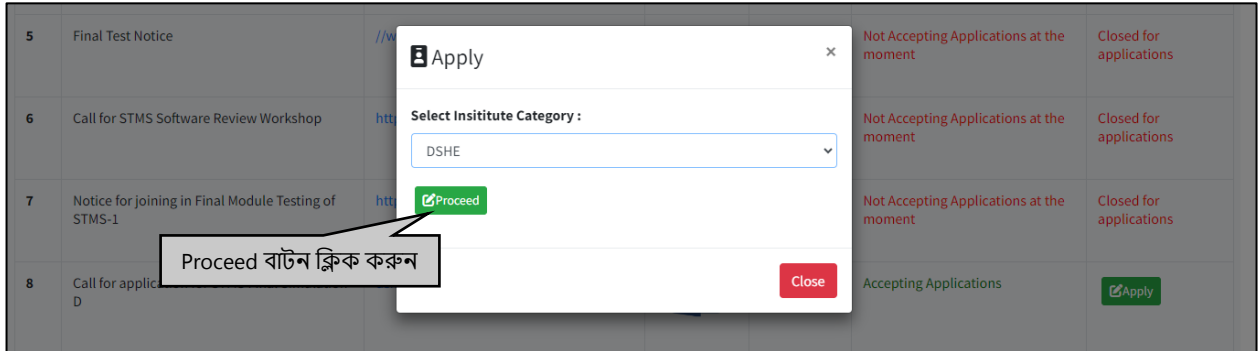 5 Final Test Notice //w Not Accepting Applications at the Closed for
moment applications
Apply ×
Select Insititute Category :
6 Call for STMS Software Review Workshop http Not Accepting Applications at the Closed for
moment applications
DSHE
Proceed
7 Notice for joining in Final Module Testing of http Not Accepting Applications at the Closed for
STMS-1 moment applications
Proceed বাটন ক্লিক করুন
Close
8 Call for applic Accepting Applications Apply
D